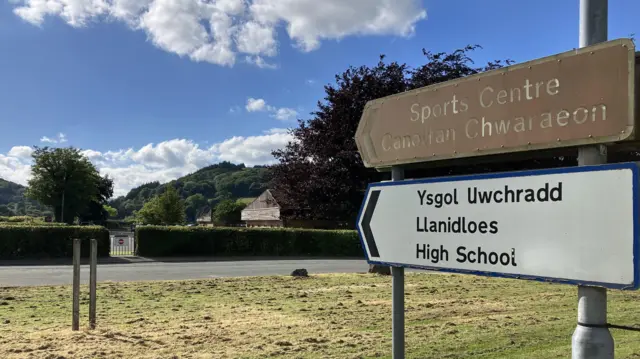 Sports Centre
Canolfan Chwaraeon
Ysgol Uwchradd
Llanidloes
High School